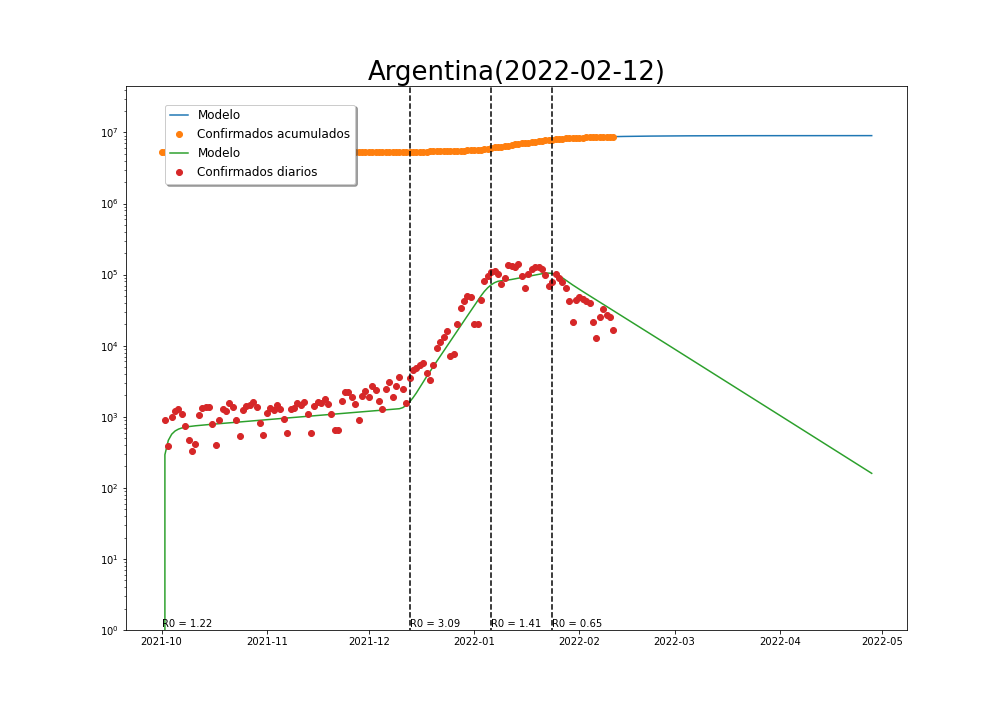 Argentina(2022-02-12)
Modelo
Confirmados acumulados
Modelo
Confirmados diarios
10⁷
10⁶
10⁵
10⁴
10³
10²
10¹
10⁰
R0 = 1.22 R0 = 3.09 R0 = 1.41 R0 = 0.65
2021-10 2021-11 2021-12 2022-01 2022-02 2022-03 2022-04 2022-05